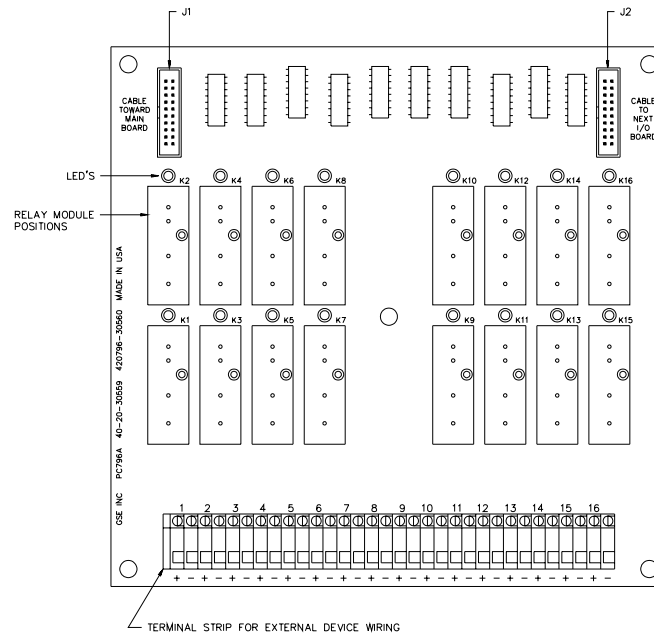 J1
J2
CABLE
TOWARD
MAIN
BOARD
CABLE
TO
NEXT
I/O
BOARD
LED'S
K2 K4 K6 K8 K10 K12 K14 K16
RELAY MODULE
POSITIONS
K1 K3 K5 K7 K9 K11 K13 K15
GSE INC PC796A 40-20-30559 420796-30560 MADE IN USA
1 2 3 4 5 6 7 8 9 10 11 12 13 14 15 16
+ - + - + - + - + - + - + - + - + - + - + - + - + - + - + - + -
TERMINAL STRIP FOR EXTERNAL DEVICE WIRING